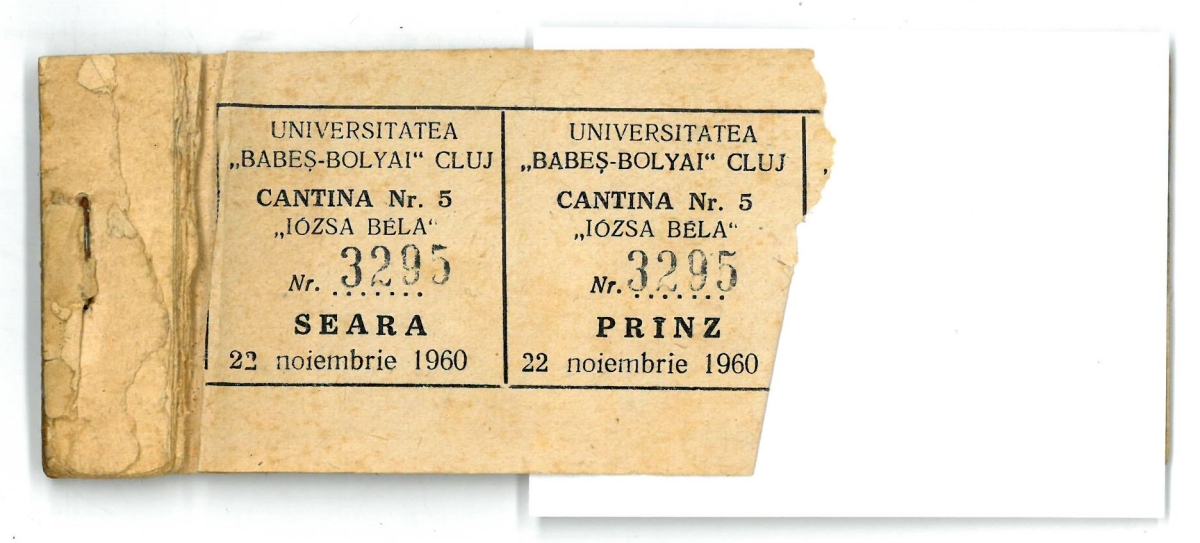 UNIVERSITATEA
„BABEȘ-BOLYAI“ CLUJ
CANTINA Nr. 5
„IÓZSA BÉLA“
Nr. 3295
SEARA
22 noiembrie 1960
UNIVERSITATEA
„BABEȘ-BOLYAI“ CLUJ
CANTINA Nr. 5
„IÓZSA BÉLA“
Nr. 3295
PRÎNZ
22 noiembrie 1960
„